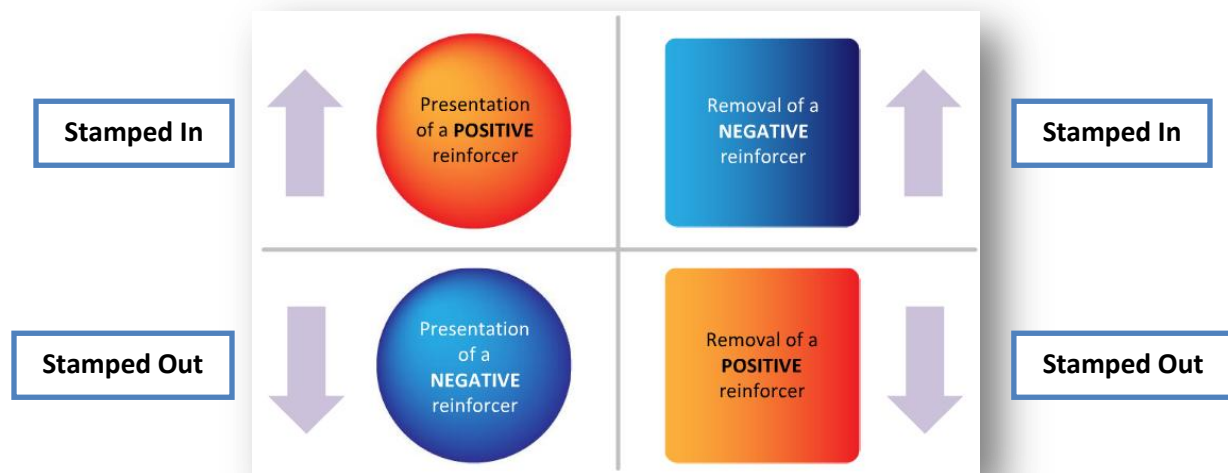 Stamped In
Presentation
of a POSITIVE
reinforcer
Removal of a
NEGATIVE
reinforcer
Stamped In
Stamped Out
Presentation
of a
NEGATIVE
reinforcer
Removal of a
POSITIVE
reinforcer
Stamped Out